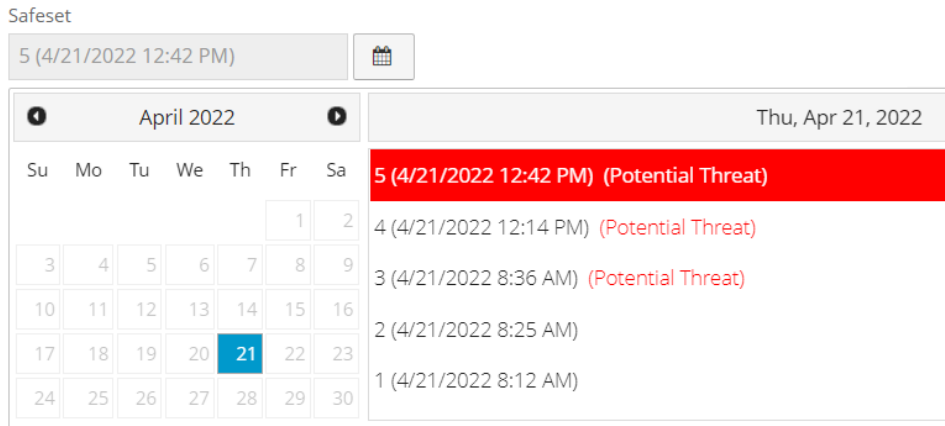 Safeset
5 (4/21/2022 12:42 PM)
April 2022
Su Mo Tu We Th Fr Sa
1 2
3 4 5 6 7 8 9
10 11 12 13 14 15 16
17 18 19 20 21 22 23
24 25 26 27 28 29 30
Thu, Apr 21, 2022
5 (4/21/2022 12:42 PM) (Potential Threat)
4 (4/21/2022 12:14 PM) (Potential Threat)
3 (4/21/2022 8:36 AM) (Potential Threat)
2 (4/21/2022 8:25 AM)
1 (4/21/2022 8:12 AM)